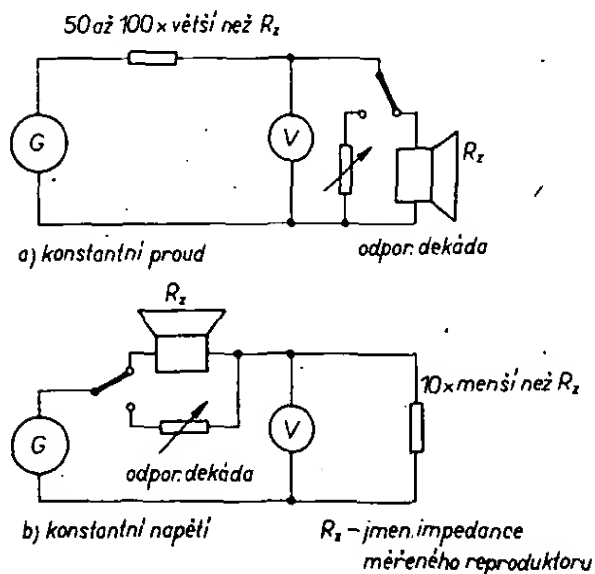 50 až 100 x větší než Rz
G
V
Rz
a) konstantní proud
odpor. dekáda
Rz
10 x menší než Rz
G
V
odpor. dekáda
b) konstantní napětí
Rz – jmen. impedance
měřeného reproduktoru